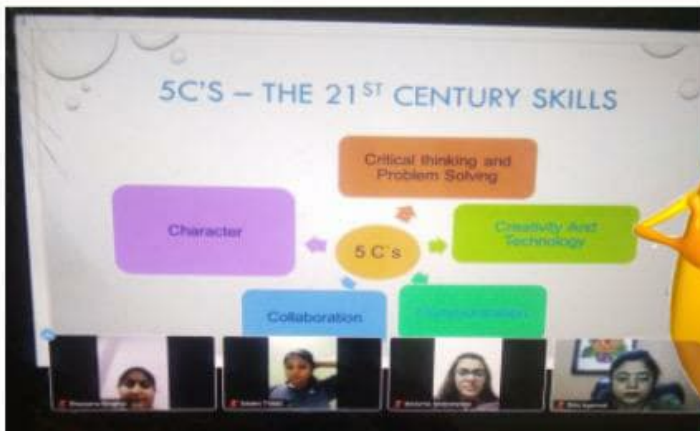 5C'S – THE 21ST CENTURY SKILLS
Critical thinking and
Problem Solving
Character
Creativity And
Technology
5 C's
Collaboration